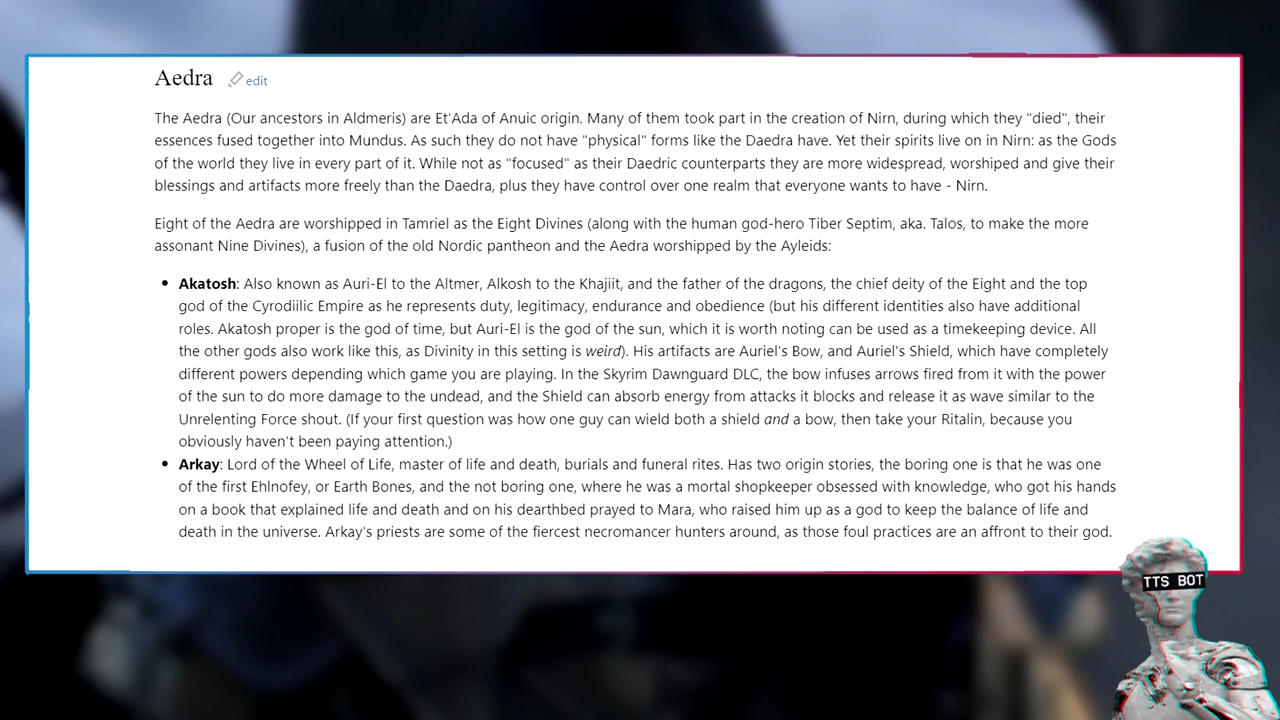 Aedra edit
The Aedra (Our ancestors in Aldmeris) are Et'Ada of Anuic origin. Many of them took part in the creation of Nirn, during which they "died", their
essences fused together into Mundus. As such they do not have "physical" forms like the Daedra have. Yet their spirits live on in Nirn: as the Gods
of the world they live in every part of it. While not as "focused" as their Daedric counterparts they are more widespread, worshiped and give their
blessings and artifacts more freely than the Daedra, plus they have control over one realm that everyone wants to have - Nirn.
Eight of the Aedra are worshipped in Tamriel as the Eight Divines (along with the human god-hero Tiber Septim, aka. Talos, to make the more
assonant Nine Divines), a fusion of the old Nordic pantheon and the Aedra worshipped by the Ayleids:
• Akatosh: Also known as Auri-El to the Altmer, Alkosh to the Khajiit, and the father of the dragons, the chief deity of the Eight and the top
god of the Cyrodiilic Empire as he represents duty, legitimacy, endurance and obedience (but his different identities also have additional
roles. Akatosh proper is the god of time, but Auri-El is the god of the sun, which it is worth noting can be used as a timekeeping device. All
the other gods also work like this, as Divinity in this setting is weird). His artifacts are Auriel's Bow, and Auriel's Shield, which have completely
different powers depending which game you are playing. In the Skyrim Dawnguard DLC, the bow infuses arrows fired from it with the power
of the sun to do more damage to the undead, and the Shield can absorb energy from attacks it blocks and release it as wave similar to the
Unrelenting Force shout. (If your first question was how one guy can wield both a shield and a bow, then take your Ritalin, because you
obviously haven't been paying attention.)
• Arkay: Lord of the Wheel of Life, master of life and death, burials and funeral rites. Has two origin stories, the boring one is that he was one
of the first Ehlnofey, or Earth Bones, and the not boring one, where he was a mortal shopkeeper obsessed with knowledge, who got his hands
on a book that explained life and death and on his dearthbed prayed to Mara, who raised him up as a god to keep the balance of life and
death in the universe. Arkay's priests are some of the fiercest necromancer hunters around, as those foul practices are an affront to their god.
TTS BOT